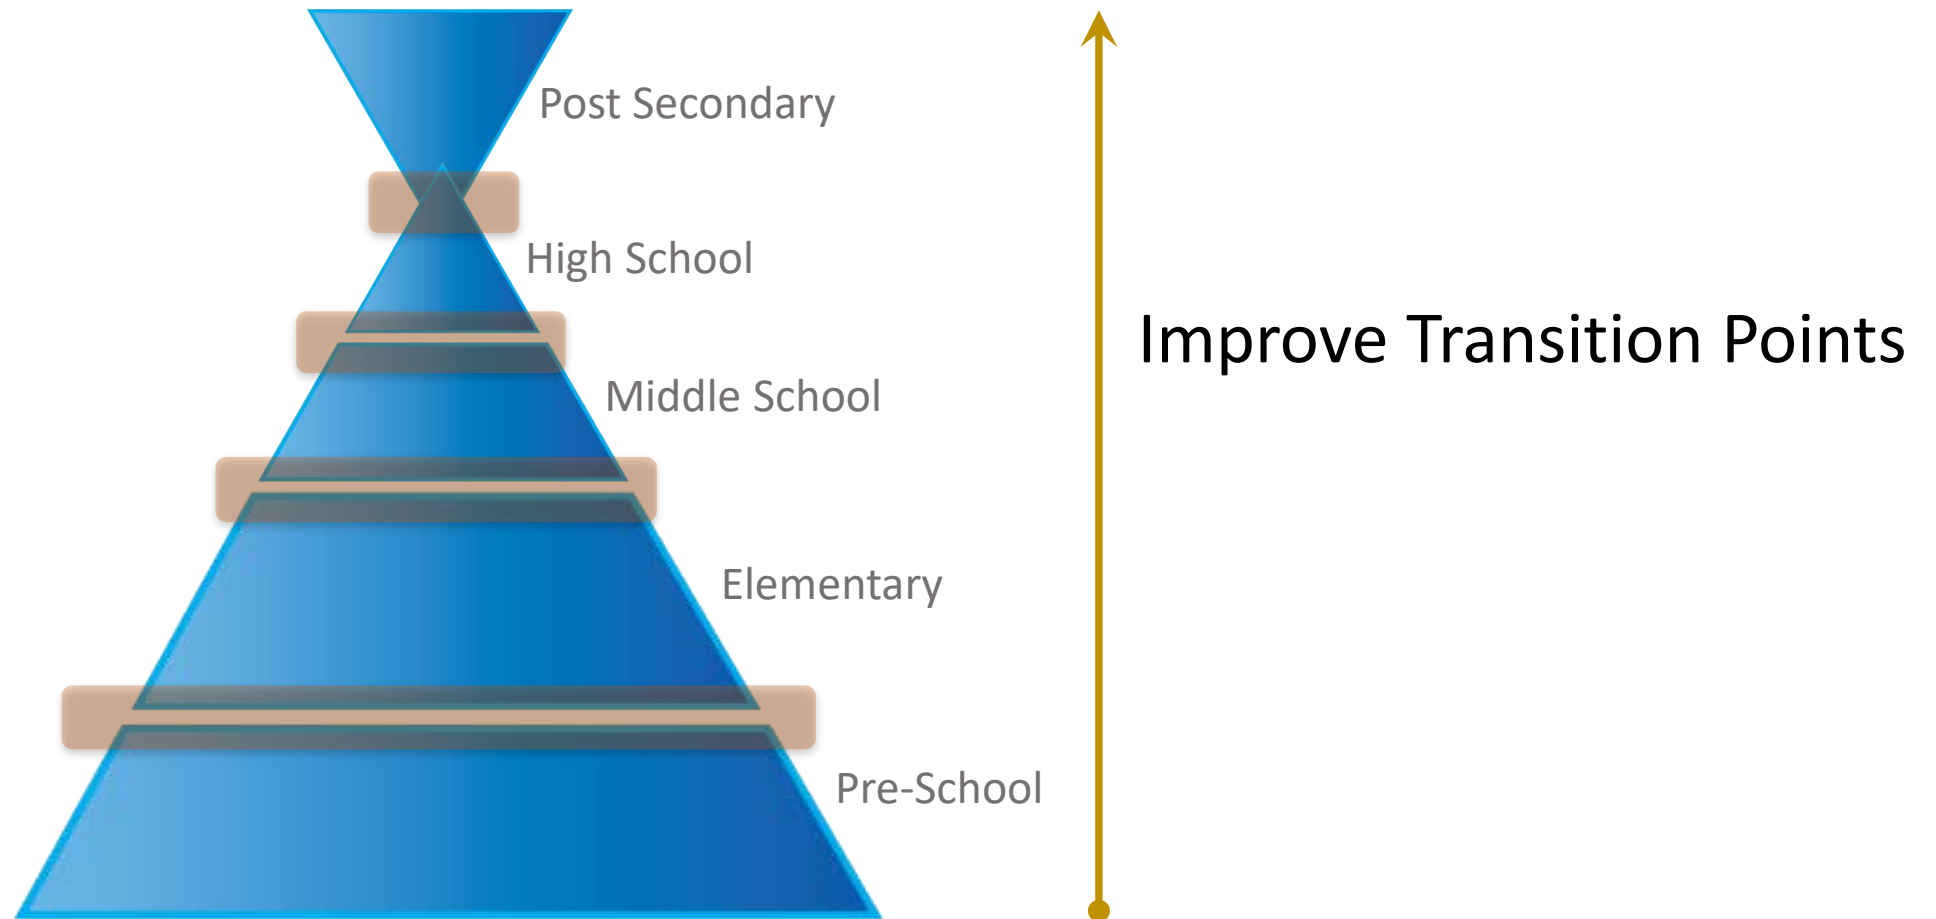 Post Secondary
High School
Improve Transition Points
Middle School
Elementary
Pre-School